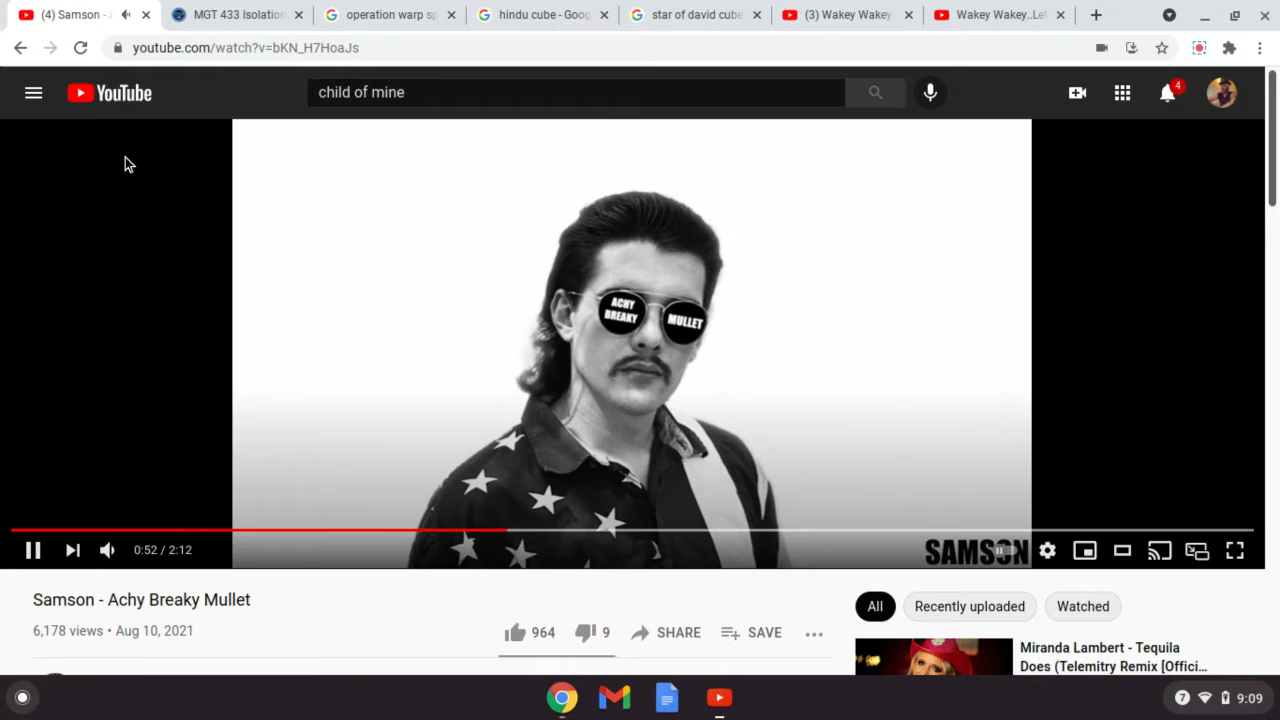 (4) Samson - A
MGT 433 Isolation
operation warp sp
hindu cube - Goog
star of david cube
(3) Wakey Wakey.
Wakey Wakey..Let
youtube.com/watch?v=bKN_H7HoaJs
YouTube
child of mine
4
ACHY
BREAKY
MULLET
SAMSON
0:52 / 2:12
Samson - Achy Breaky Mullet
6,178 views • Aug 10, 2021
964
9
SHARE
SAVE
All
Recently uploaded
Watched
Miranda Lambert - Tequila
Does (Telemitry Remix [Offici...
7
9:09